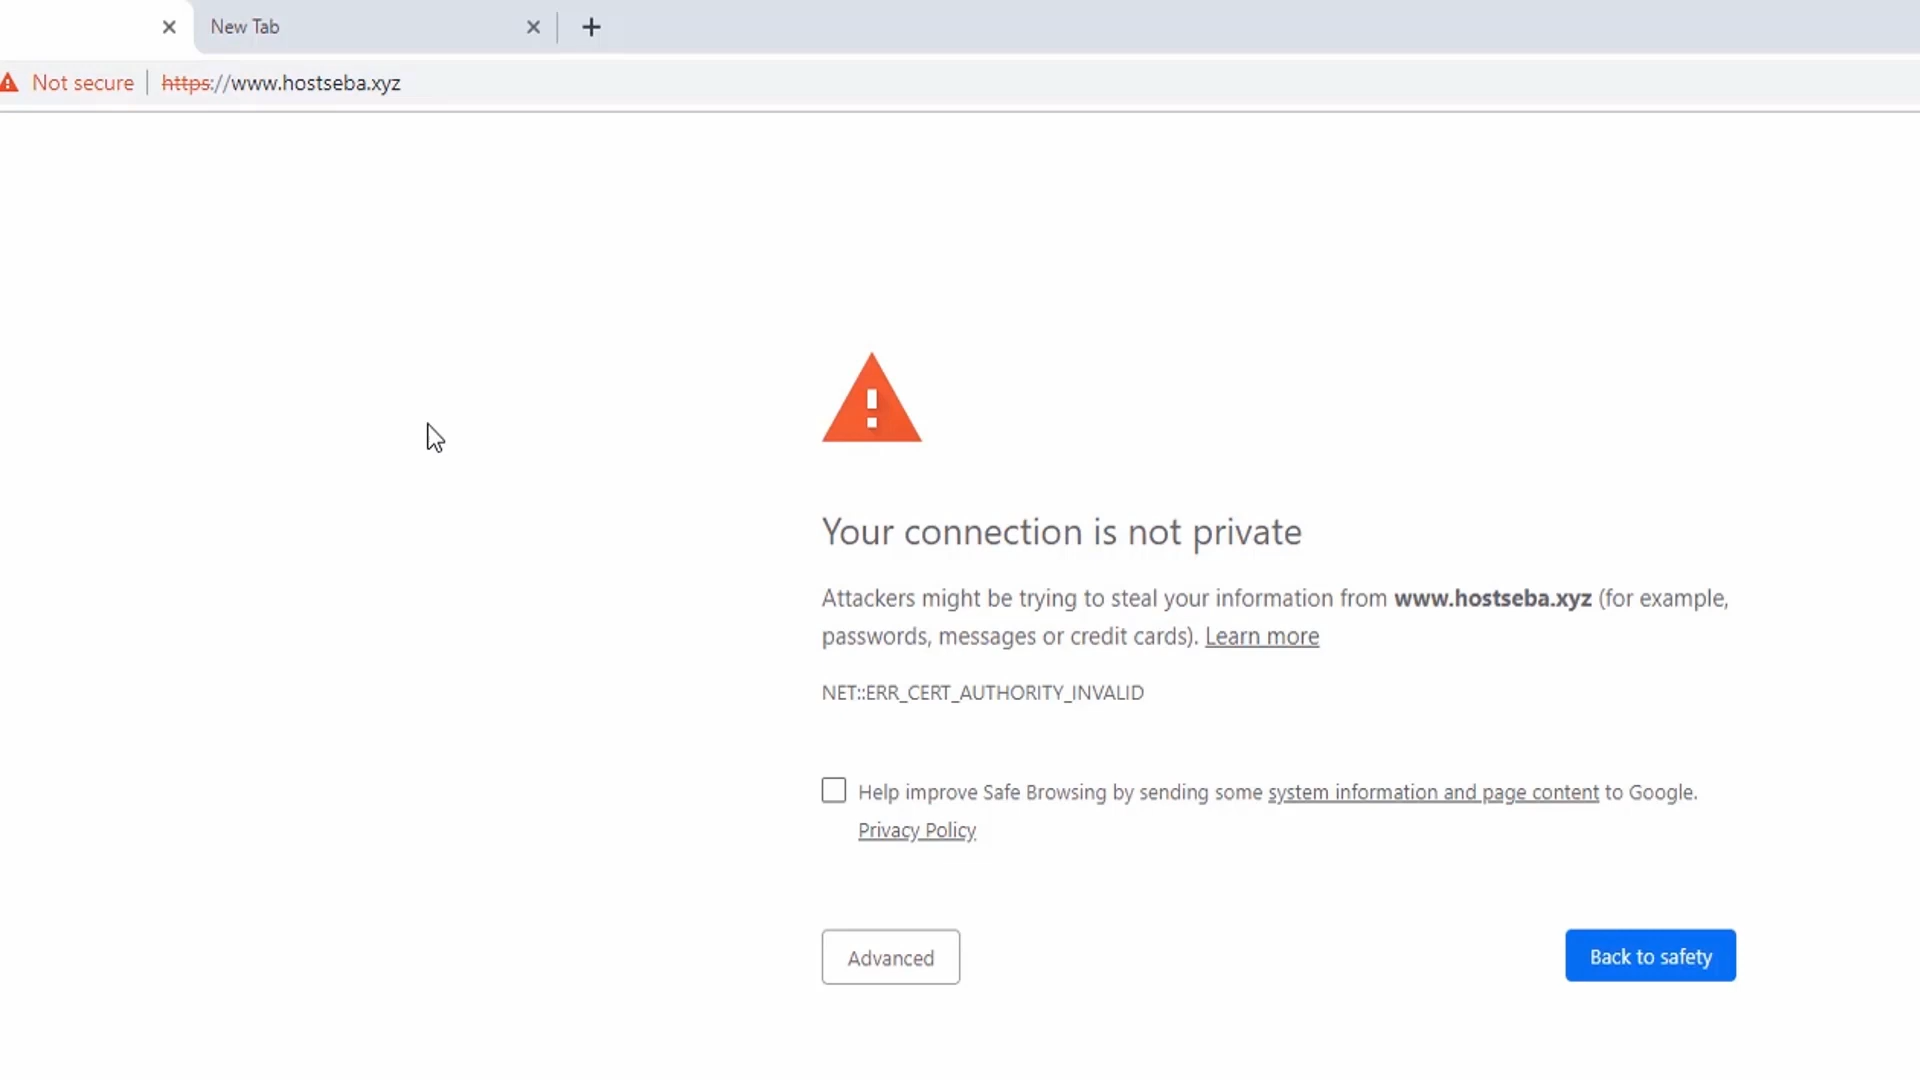 New Tab
Not secure https://www.hostseba.xyz
Your connection is not private
Attackers might be trying to steal your information from www.hostseba.xyz (for example,
passwords, messages or credit cards). Learn more
NET::ERR_CERT_AUTHORITY_INVALID
Help improve Safe Browsing by sending some system information and page content to Google.
Privacy Policy
Advanced
Back to safety